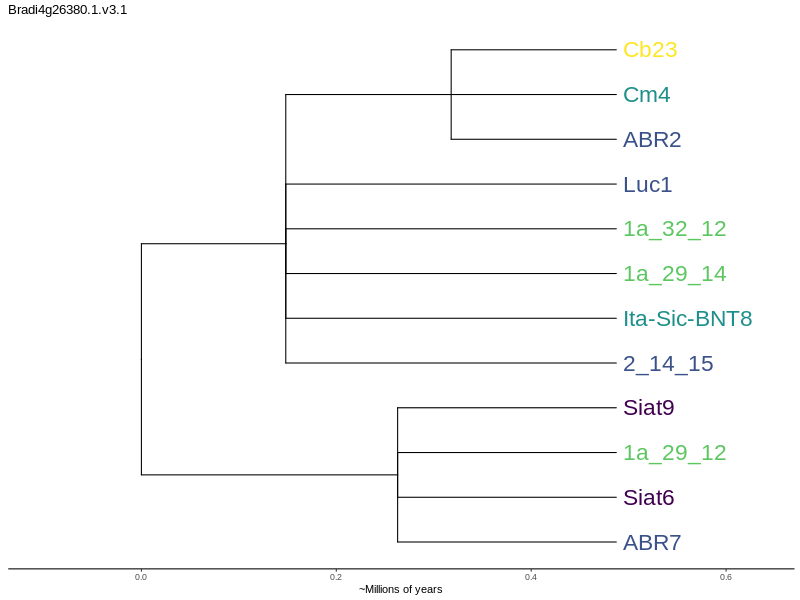 Bradi4g26380.1.v3.1
Cb23
Cm4
ABR2
Luc1
1a_32_12
1a_29_14
Ita-Sic-BNT8
2_14_15
Siat9
1a_29_12
Siat6
ABR7
0.0 0.2 0.4 0.6
~Millions of years